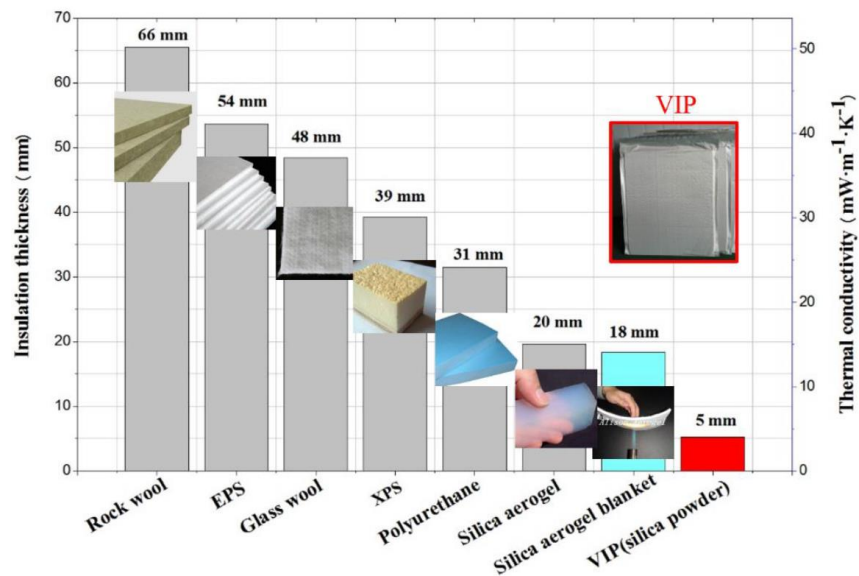 70
60
50
40
30
20
10
0
Insulation thickness (mm)
66 mm
54 mm
48 mm
39 mm
31 mm
20 mm
18 mm
5 mm
VIP
50
40
30
20
10
0
Thermal conductivity (mW·m⁻¹·K⁻¹)
Rock wool
EPS
Glass wool
XPS
Polyurethane
Silica aerogel
Silica aerogel blanket
VIP(silica powder)